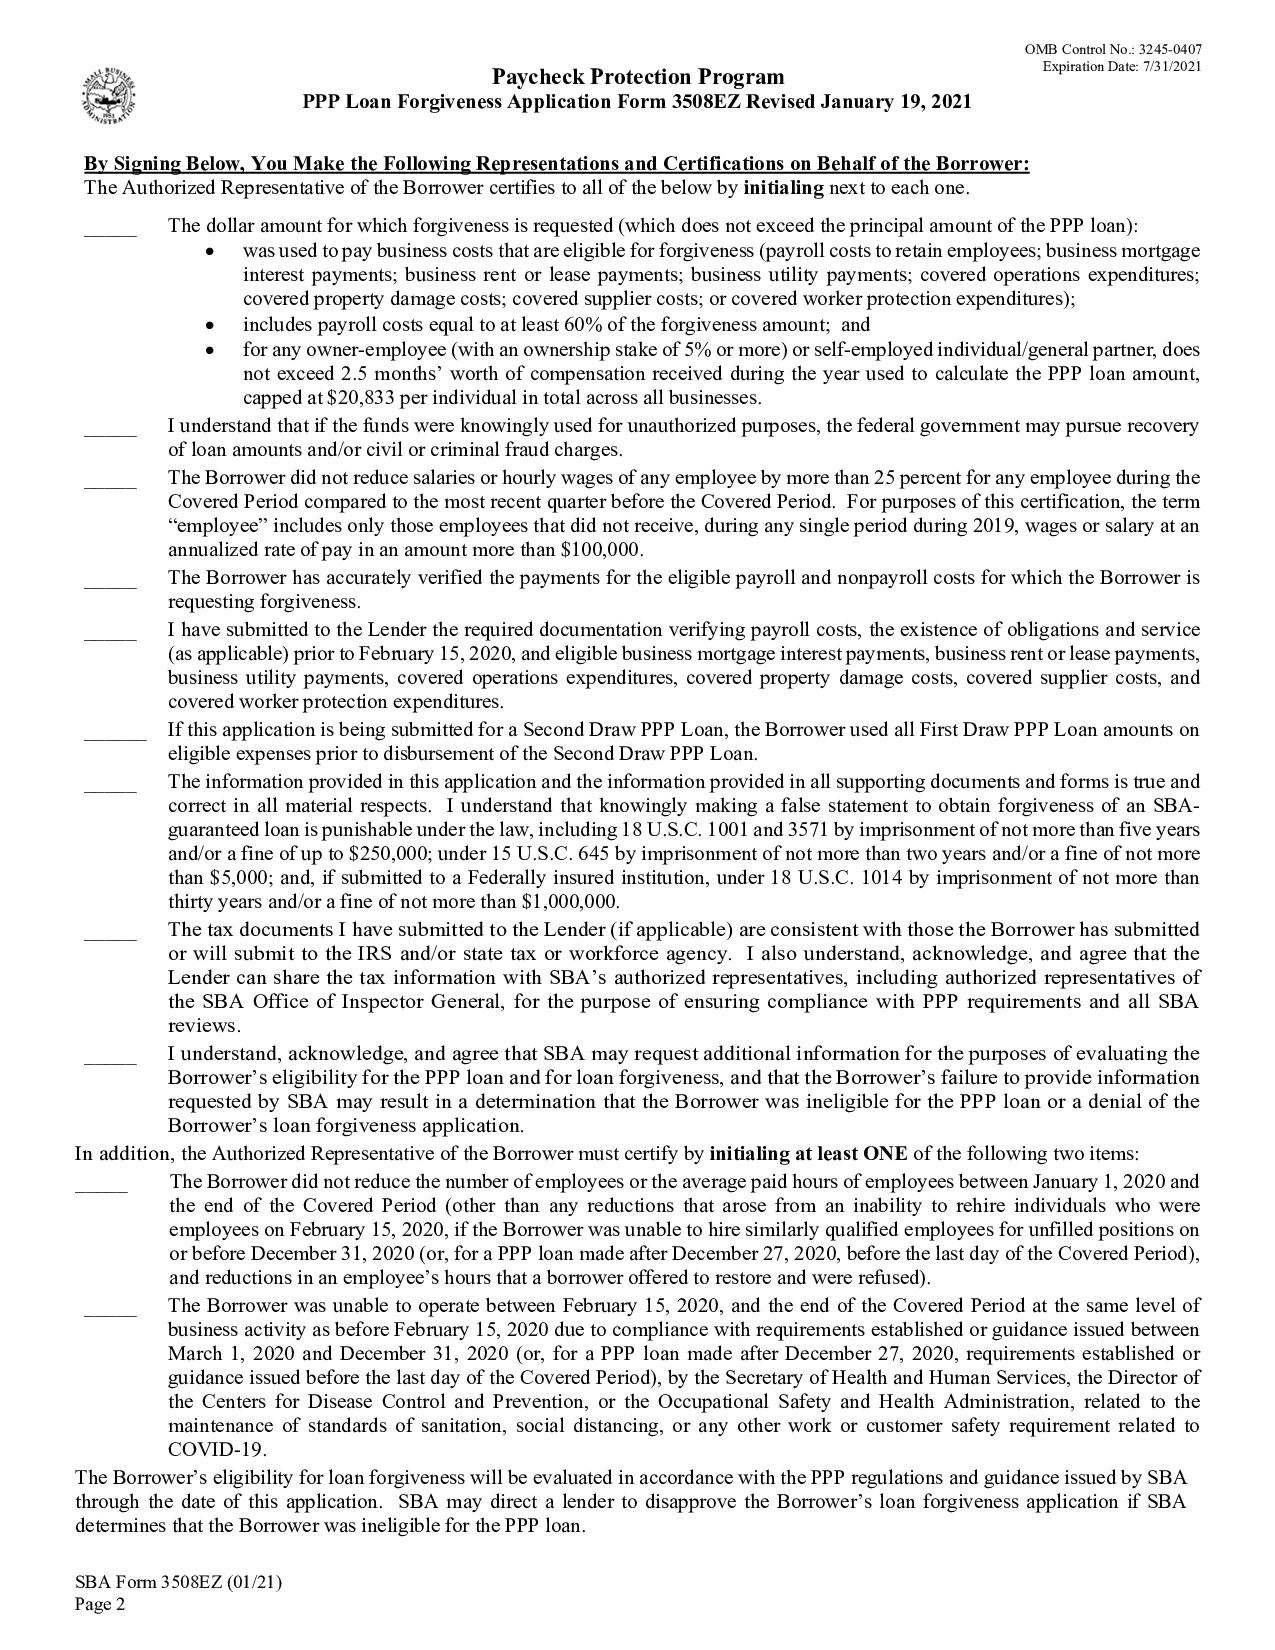 OMB Control No.: 3245-0407
Expiration Date: 7/31/2021
Paycheck Protection Program
PPP Loan Forgiveness Application Form 3508EZ Revised January 19, 2021
By Signing Below, You Make the Following Representations and Certifications on Behalf of the Borrower:
The Authorized Representative of the Borrower certifies to all of the below by initialing next to each one.
_____ The dollar amount for which forgiveness is requested (which does not exceed the principal amount of the PPP loan):
• was used to pay business costs that are eligible for forgiveness (payroll costs to retain employees; business mortgage
interest payments; business rent or lease payments; business utility payments; covered operations expenditures;
covered property damage costs; covered supplier costs; or covered worker protection expenditures);
• includes payroll costs equal to at least 60% of the forgiveness amount; and
• for any owner-employee (with an ownership stake of 5% or more) or self-employed individual/general partner, does
not exceed 2.5 months’ worth of compensation received during the year used to calculate the PPP loan amount,
capped at $20,833 per individual in total across all businesses.
_____ I understand that if the funds were knowingly used for unauthorized purposes, the federal government may pursue recovery
of loan amounts and/or civil or criminal fraud charges.
_____ The Borrower did not reduce salaries or hourly wages of any employee by more than 25 percent for any employee during the
Covered Period compared to the most recent quarter before the Covered Period. For purposes of this certification, the term
“employee” includes only those employees that did not receive, during any single period during 2019, wages or salary at an
annualized rate of pay in an amount more than $100,000.
_____ The Borrower has accurately verified the payments for the eligible payroll and nonpayroll costs for which the Borrower is
requesting forgiveness.
_____ I have submitted to the Lender the required documentation verifying payroll costs, the existence of obligations and service
(as applicable) prior to February 15, 2020, and eligible business mortgage interest payments, business rent or lease payments,
business utility payments, covered operations expenditures, covered property damage costs, covered supplier costs, and
covered worker protection expenditures.
______ If this application is being submitted for a Second Draw PPP Loan, the Borrower used all First Draw PPP Loan amounts on
eligible expenses prior to disbursement of the Second Draw PPP Loan.
_____ The information provided in this application and the information provided in all supporting documents and forms is true and
correct in all material respects. I understand that knowingly making a false statement to obtain forgiveness of an SBA-
guaranteed loan is punishable under the law, including 18 U.S.C. 1001 and 3571 by imprisonment of not more than five years
and/or a fine of up to $250,000; under 15 U.S.C. 645 by imprisonment of not more than two years and/or a fine of not more
than $5,000; and, if submitted to a Federally insured institution, under 18 U.S.C. 1014 by imprisonment of not more than
thirty years and/or a fine of not more than $1,000,000.
_____ The tax documents I have submitted to the Lender (if applicable) are consistent with those the Borrower has submitted
or will submit to the IRS and/or state tax or workforce agency. I also understand, acknowledge, and agree that the
Lender can share the tax information with SBA’s authorized representatives, including authorized representatives of
the SBA Office of Inspector General, for the purpose of ensuring compliance with PPP requirements and all SBA
reviews.
_____ I understand, acknowledge, and agree that SBA may request additional information for the purposes of evaluating the
Borrower’s eligibility for the PPP loan and for loan forgiveness, and that the Borrower’s failure to provide information
requested by SBA may result in a determination that the Borrower was ineligible for the PPP loan or a denial of the
Borrower’s loan forgiveness application.
In addition, the Authorized Representative of the Borrower must certify by initialing at least ONE of the following two items:
_____ The Borrower did not reduce the number of employees or the average paid hours of employees between January 1, 2020 and
the end of the Covered Period (other than any reductions that arose from an inability to rehire individuals who were
employees on February 15, 2020, if the Borrower was unable to hire similarly qualified employees for unfilled positions on
or before December 31, 2020 (or, for a PPP loan made after December 27, 2020, before the last day of the Covered Period),
and reductions in an employee’s hours that a borrower offered to restore and were refused).
_____ The Borrower was unable to operate between February 15, 2020, and the end of the Covered Period at the same level of
business activity as before February 15, 2020 due to compliance with requirements established or guidance issued between
March 1, 2020 and December 31, 2020 (or, for a PPP loan made after December 27, 2020, requirements established or
guidance issued before the last day of the Covered Period), by the Secretary of Health and Human Services, the Director of
the Centers for Disease Control and Prevention, or the Occupational Safety and Health Administration, related to the
maintenance of standards of sanitation, social distancing, or any other work or customer safety requirement related to
COVID-19.
The Borrower’s eligibility for loan forgiveness will be evaluated in accordance with the PPP regulations and guidance issued by SBA
through the date of this application. SBA may direct a lender to disapprove the Borrower’s loan forgiveness application if SBA
determines that the Borrower was ineligible for the PPP loan.
SBA Form 3508EZ (01/21)
Page 2